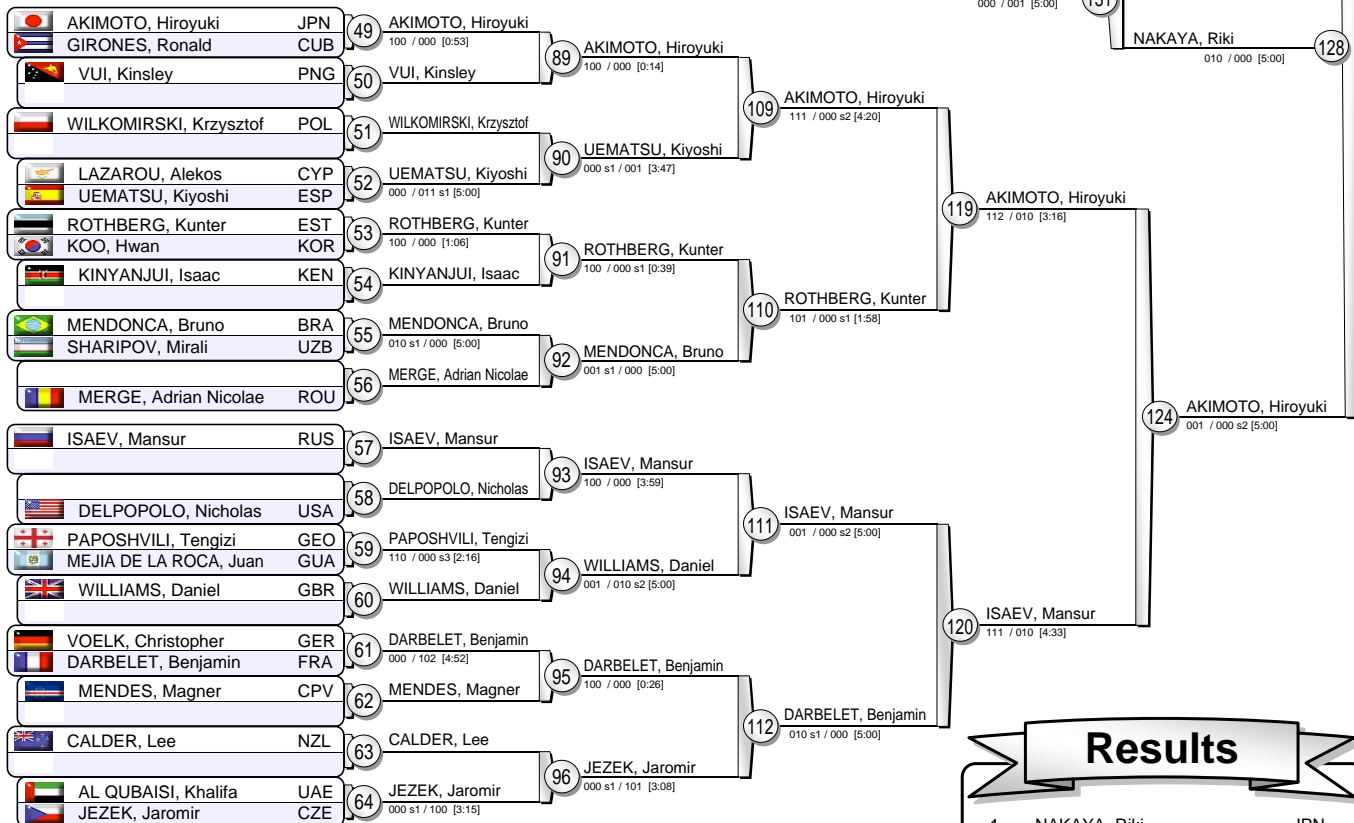 000 / 001 [5:00]
131
NAKAYA, Riki
010 / 000 [5:00]
128
AKIMOTO, Hiroyuki JPN
GIRONES, Ronald CUB
49
AKIMOTO, Hiroyuki
100 / 000 [0:53]
VUI, Kinsley PNG
50
VUI, Kinsley
89
AKIMOTO, Hiroyuki
100 / 000 [0:14]
WILKOMIRSKI, Krzysztof POL
51
WILKOMIRSKI, Krzysztof
LAZAROU, Alekos CYP
UEMATSU, Kiyoshi ESP
52
UEMATSU, Kiyoshi
000 / 011 s1 [5:00]
90
UEMATSU, Kiyoshi
000 s1 / 001 [3:47]
109
AKIMOTO, Hiroyuki
111 / 000 s2 [4:20]
ROTHBERG, Kunter EST
KOO, Hwan KOR
53
ROTHBERG, Kunter
100 / 000 [1:06]
KINYANJUI, Isaac KEN
54
KINYANJUI, Isaac
91
ROTHBERG, Kunter
100 / 000 s1 [0:39]
MENDONCA, Bruno BRA
SHARIPOV, Mirali UZB
55
MENDONCA, Bruno
010 s1 / 000 [5:00]
MERGE, Adrian Nicolae ROU
56
MERGE, Adrian Nicolae
92
MENDONCA, Bruno
001 s1 / 000 [5:00]
110
ROTHBERG, Kunter
101 / 000 s1 [1:58]
119
AKIMOTO, Hiroyuki
112 / 010 [3:16]
ISAEV, Mansur RUS
57
ISAEV, Mansur
DELPOPOLO, Nicholas USA
58
DELPOPOLO, Nicholas
93
ISAEV, Mansur
100 / 000 [3:59]
PAPOSHVILI, Tengizi GEO
MEJIA DE LA ROCA, Juan GUA
59
PAPOSHVILI, Tengizi
110 / 000 s3 [2:16]
WILLIAMS, Daniel GBR
60
WILLIAMS, Daniel
94
WILLIAMS, Daniel
001 / 010 s2 [5:00]
111
ISAEV, Mansur
001 / 000 s2 [5:00]
VOELK, Christopher GER
DARBELET, Benjamin FRA
61
DARBELET, Benjamin
000 / 102 [4:52]
MENDES, Magner CPV
62
MENDES, Magner
95
DARBELET, Benjamin
100 / 000 [0:26]
CALDER, Lee NZL
63
CALDER, Lee
AL QUBAISI, Khalifa UAE
JEZEK, Jaromir CZE
64
JEZEK, Jaromir
000 s1 / 100 [3:15]
96
JEZEK, Jaromir
000 s1 / 101 [3:08]
112
DARBELET, Benjamin
010 s1 / 000 [5:00]
120
ISAEV, Mansur
111 / 010 [4:33]
124
AKIMOTO, Hiroyuki
001 / 000 s2 [5:00]
Results
1 NAKAYA, Riki JPN